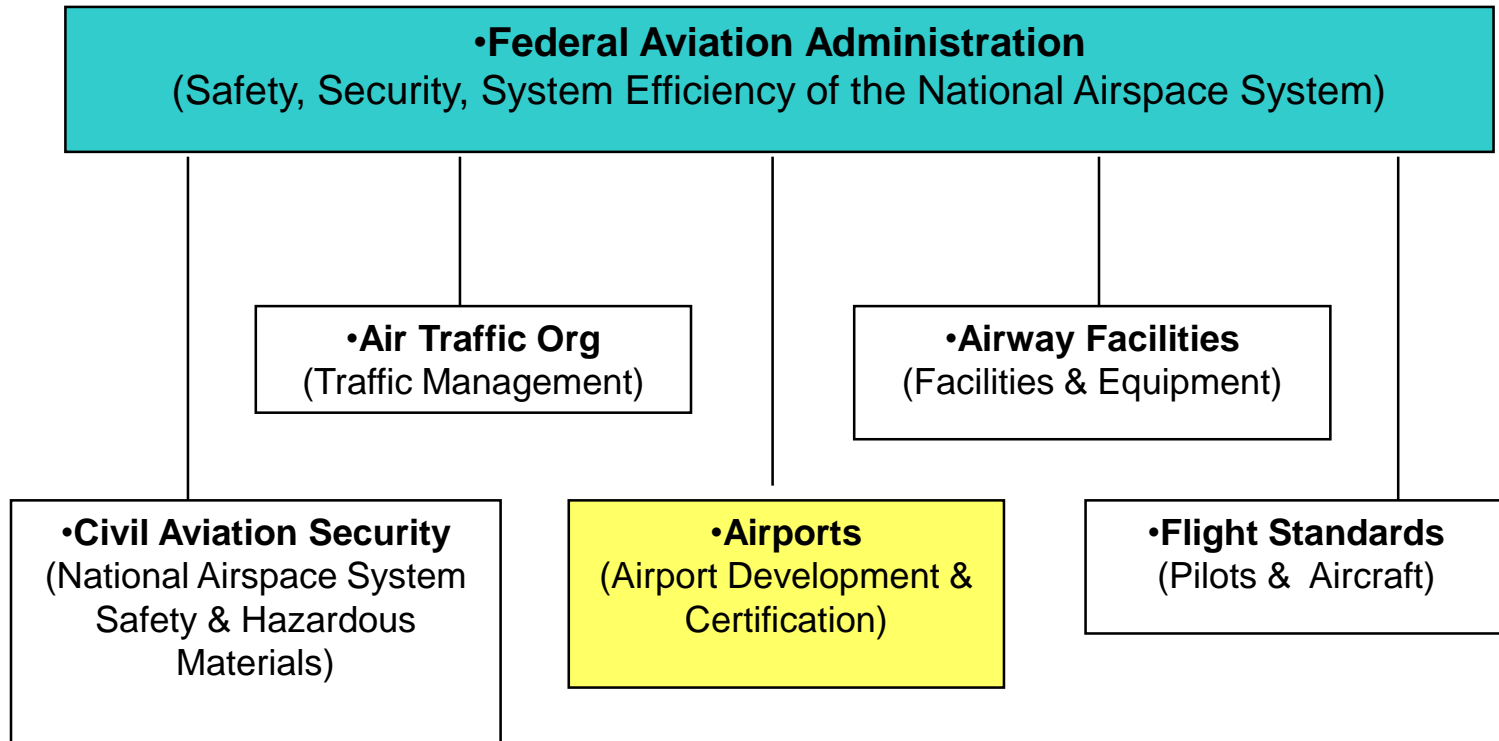 •Federal Aviation Administration
(Safety, Security, System Efficiency of the National Airspace System)
•Air Traffic Org
(Traffic Management)
•Airway Facilities
(Facilities & Equipment)
•Civil Aviation Security
(National Airspace System
Safety & Hazardous
Materials)
•Airports
(Airport Development &
Certification)
•Flight Standards
(Pilots & Aircraft)